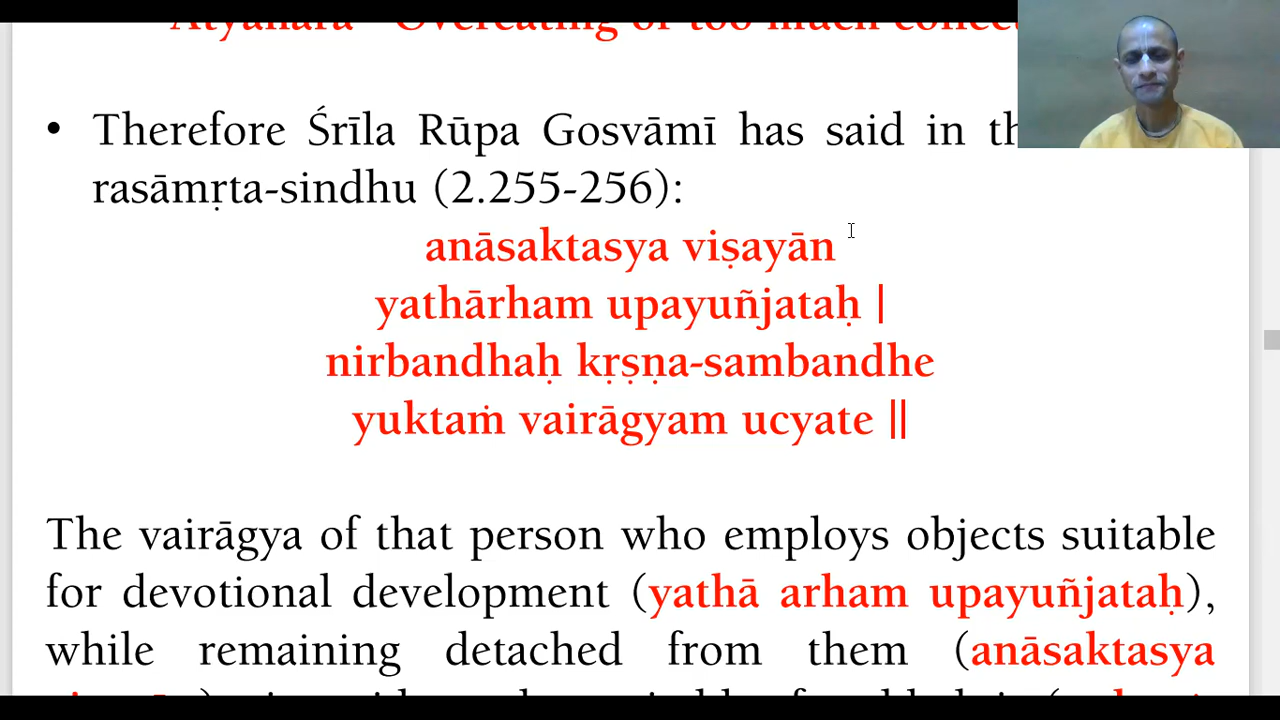 Atyāhāra Overeating or too much
• Therefore Śrīla Rūpa Gosvāmī has said in
rasāmṛta-sindhu (2.255-256):
anāsaktasya viṣayān
yathārham upayuñjataḥ |
nirbandhaḥ kṛṣṇa-sambandhe
yuktaṁ vairāgyam ucyate ||
The vairāgya of that person who employs objects suitable
for devotional development (yathā arham upayuñjataḥ),
while remaining detached from them (anāsaktasya